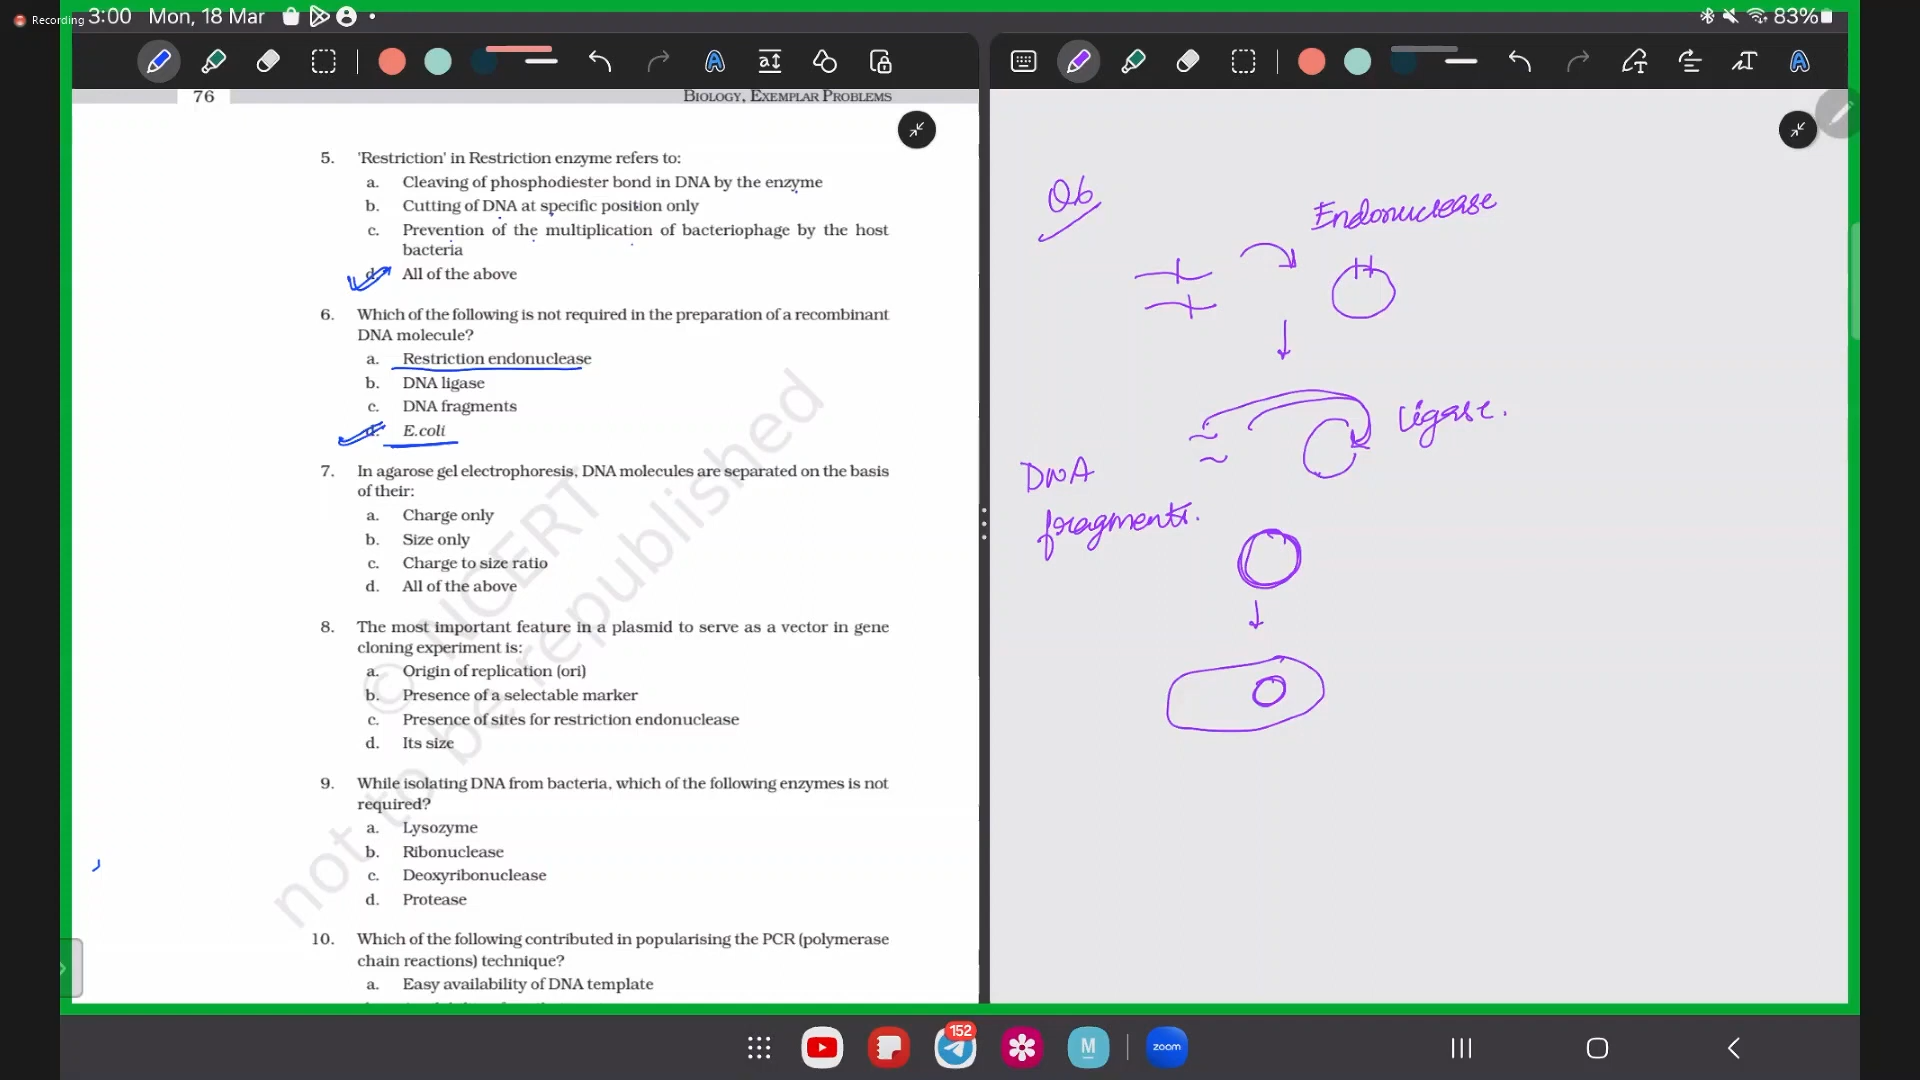 Recording
3:00 Mon, 18 Mar
83%
76
BIOLOGY, EXEMPLAR PROBLEMS
5. 'Restriction' in Restriction enzyme refers to:
a. Cleaving of phosphodiester bond in DNA by the enzyme
b. Cutting of DNA at specific position only
c. Prevention of the multiplication of bacteriophage by the host
bacteria
d. All of the above
6. Which of the following is not required in the preparation of a recombinant
DNA molecule?
a. Restriction endonuclease
b. DNA ligase
c. DNA fragments
d. E.coli
7. In agarose gel electrophoresis, DNA molecules are separated on the basis
of their:
a. Charge only
b. Size only
c. Charge to size ratio
d. All of the above
8. The most important feature in a plasmid to serve as a vector in gene
cloning experiment is:
a. Origin of replication (ori)
b. Presence of a selectable marker
c. Presence of sites for restriction endonuclease
d. Its size
9. While isolating DNA from bacteria, which of the following enzymes is not
required?
a. Lysozyme
b. Ribonuclease
c. Deoxyribonuclease
d. Protease
10. Which of the following contributed in popularising the PCR (polymerase
chain reactions) technique?
a. Easy availability of DNA template
© NCERT
not to be republished
Q6
Endonuclease
Ligase.
DNA
fragments.
152
M
zoom